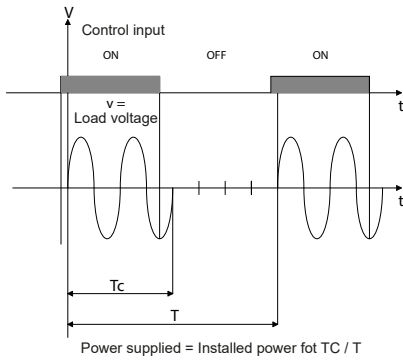 V
Control input
ON OFF ON
t
v =
Load voltage
t
Tc
T
Power supplied = Installed power fot TC / T